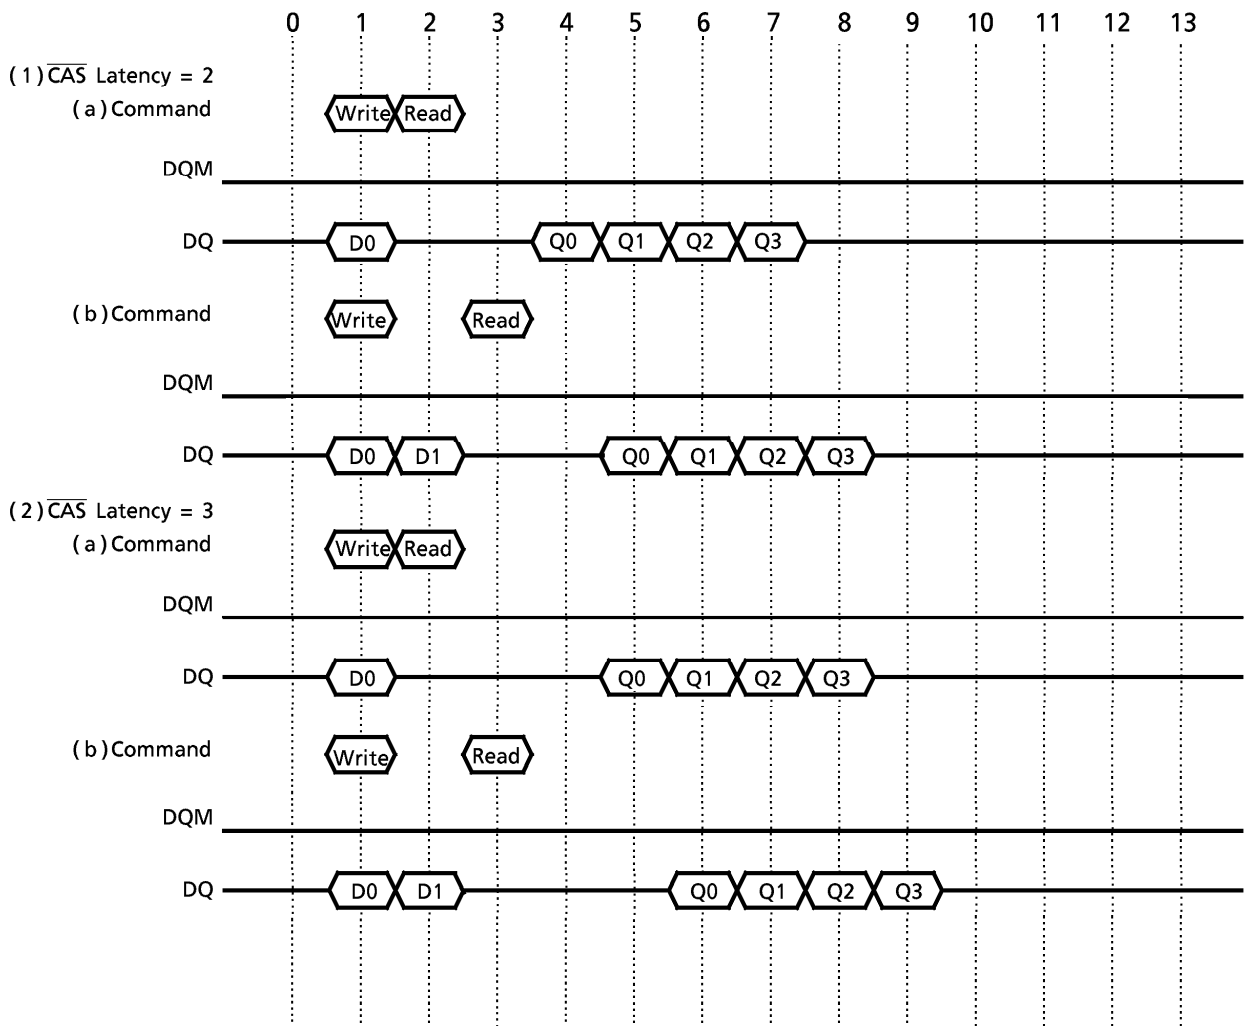 0 1 2 3 4 5 6 7 8 9 10 11 12 13
(1) C̅A̅S̅ Latency = 2
(a) Command Write Read
DQM
DQ D0 Q0 Q1 Q2 Q3
(b) Command Write Read
DQM
DQ D0 D1 Q0 Q1 Q2 Q3
(2) C̅A̅S̅ Latency = 3
(a) Command Write Read
DQM
DQ D0 Q0 Q1 Q2 Q3
(b) Command Write Read
DQM
DQ D0 D1 Q0 Q1 Q2 Q3